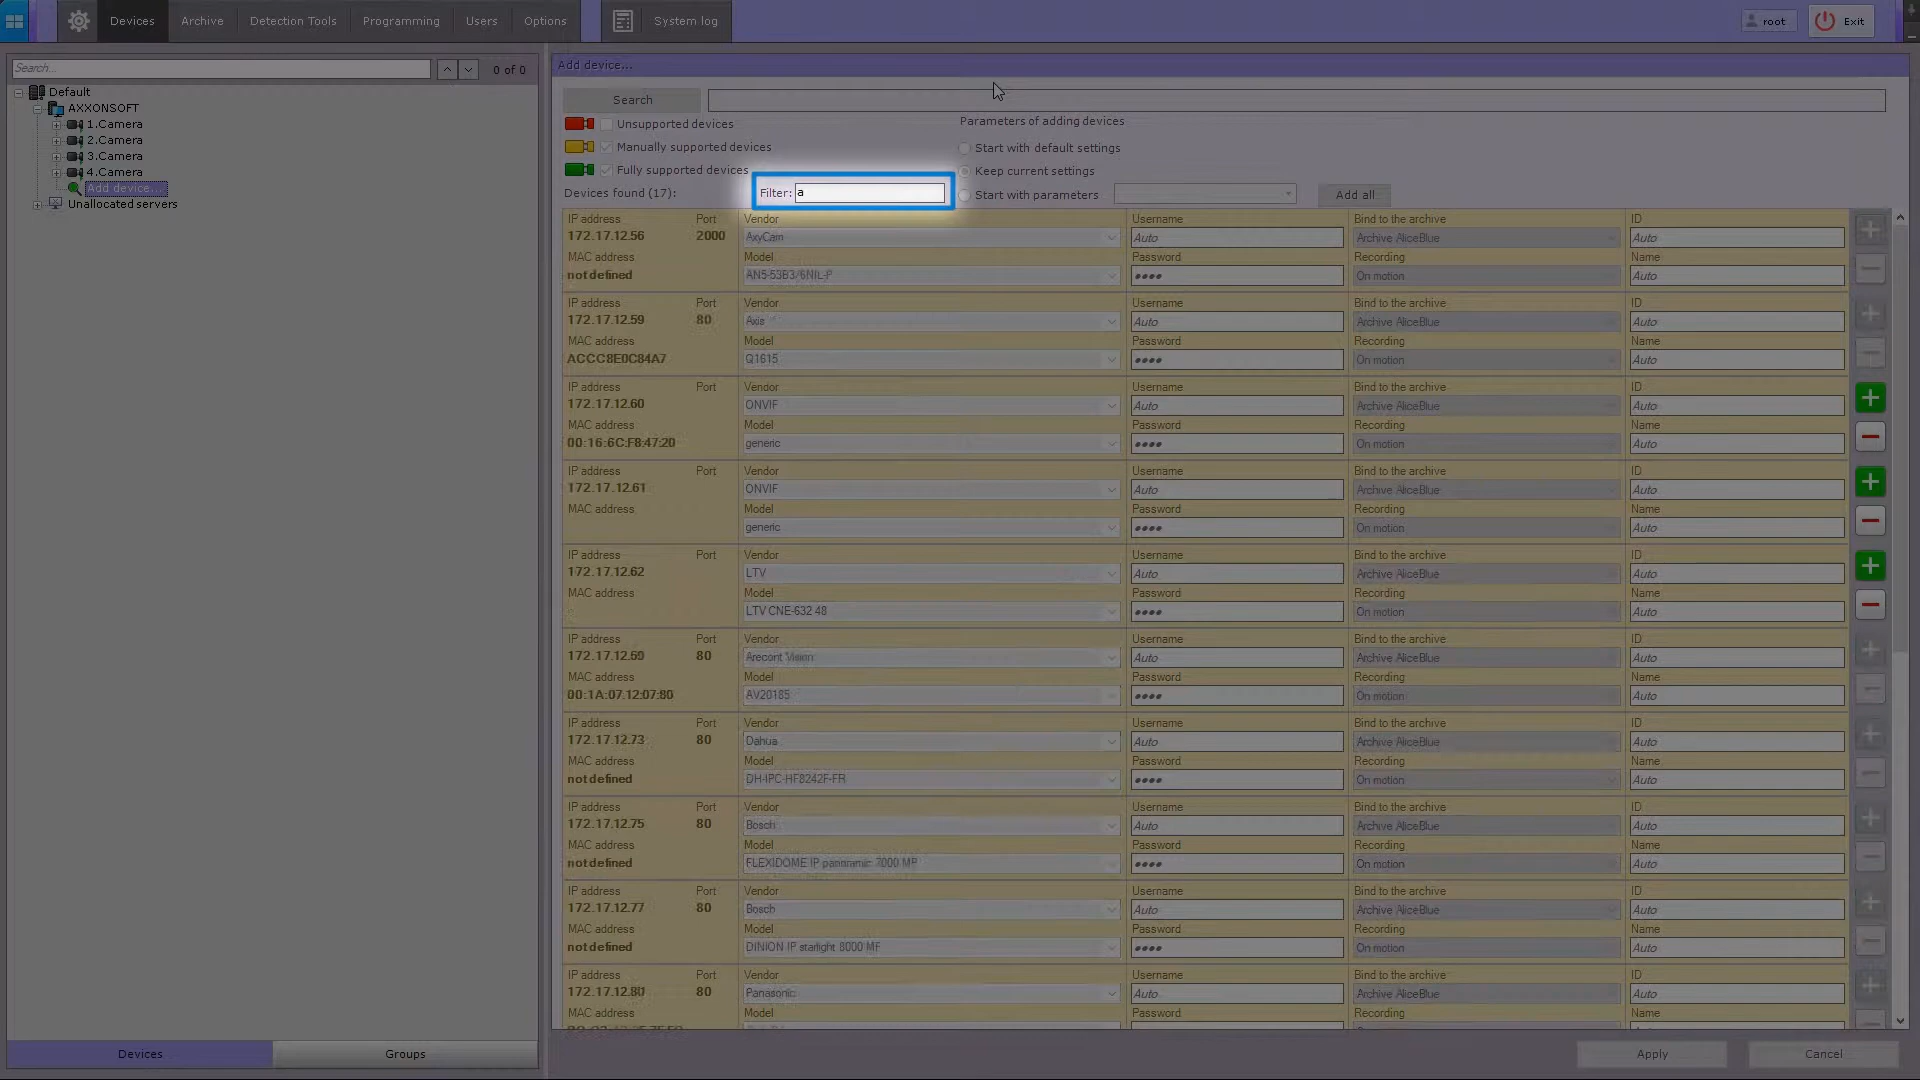 Devices Archive Detection Tools Programming Users Options System log root Exit
Search... 0 of 0
Default
AXXONSOFT
1.Camera
2.Camera
3.Camera
4.Camera
Add device...
Unallocated servers
Add device...
Search
Unsupported devices
Manually supported devices
Fully supported devices
Parameters of adding devices
Start with default settings
Keep current settings
Start with parameters
Add all
Devices found (17):
Filter: a
IP address Port Vendor Username Bind to the archive ID
172.17.12.56 2000 AxyCam Auto Archive AliceBlue Auto
MAC address Model Password Recording Name
not defined AN5-53B3/6NIL-P •••• On motion Auto
IP address Port Vendor Username Bind to the archive ID
172.17.12.59 80 Axis Auto Archive AliceBlue Auto
MAC address Model Password Recording Name
ACCC8E0C84A7 Q1615 •••• On motion Auto
IP address Port Vendor Username Bind to the archive ID
172.17.12.60 ONVIF Auto Archive AliceBlue Auto
MAC address Model Password Recording Name
00:16:6C:F8:47:20 generic •••• On motion Auto
IP address Port Vendor Username Bind to the archive ID
172.17.12.61 ONVIF Auto Archive AliceBlue Auto
MAC address Model Password Recording Name
generic •••• On motion Auto
IP address Port Vendor Username Bind to the archive ID
172.17.12.62 LTV Auto Archive AliceBlue Auto
MAC address Model Password Recording Name
LTV CNE-632 48 •••• On motion Auto
IP address Port Vendor Username Bind to the archive ID
172.17.12.69 80 Arecont Vision Auto Archive AliceBlue Auto
MAC address Model Password Recording Name
00:1A:07:12:07:80 AV20185 •••• On motion Auto
IP address Port Vendor Username Bind to the archive ID
172.17.12.73 80 Dahua Auto Archive AliceBlue Auto
MAC address Model Password Recording Name
not defined DH-IPC-HF8242F-FR •••• On motion Auto
IP address Port Vendor Username Bind to the archive ID
172.17.12.75 80 Bosch Auto Archive AliceBlue Auto
MAC address Model Password Recording Name
not defined FLEXIDOME IP panoramic 7000 MP •••• On motion Auto
IP address Port Vendor Username Bind to the archive ID
172.17.12.77 80 Bosch Auto Archive AliceBlue Auto
MAC address Model Password Recording Name
not defined DINION IP starlight 8000 MP •••• On motion Auto
IP address Port Vendor Username Bind to the archive ID
172.17.12.80 80 Panasonic Auto Archive AliceBlue Auto
MAC address Model Password Recording Name
Devices Groups Apply Cancel